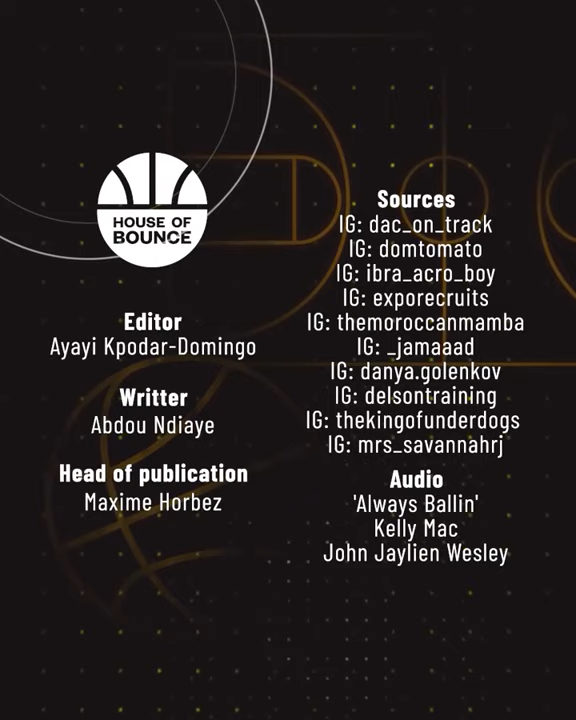 HOUSE OF
BOUNCE
Editor
Ayayi Kpodar-Domingo
Writter
Abdou Ndiaye
Head of publication
Maxime Horbez
Sources
IG: dac_on_track
IG: domtomato
IG: ibra_acro_boy
IG: exporecruits
IG: themoroccanmamba
IG: _jamaaad
IG: danya.golenkov
IG: delsontraining
IG: thekingofunderdogs
IG: mrs_savannahrj
Audio
'Always Ballin'
Kelly Mac
John Jaylien Wesley